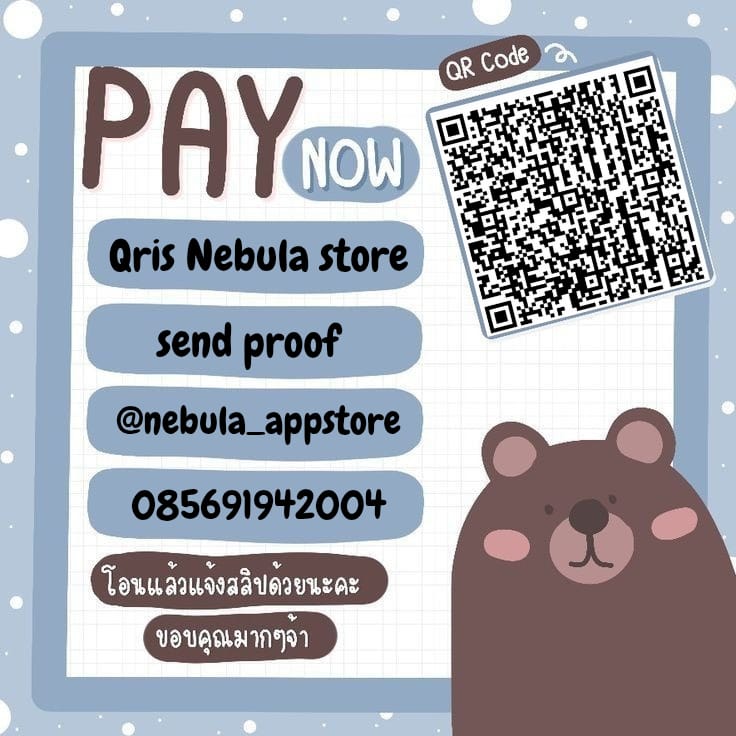 PAY
NOW
QR Code
Qris Nebula store
send proof
@nebula_appstore
085691942004
โอนแล้วแจ้งสลิปด้วยนะคะ
ขอบคุณมากๆจ้า